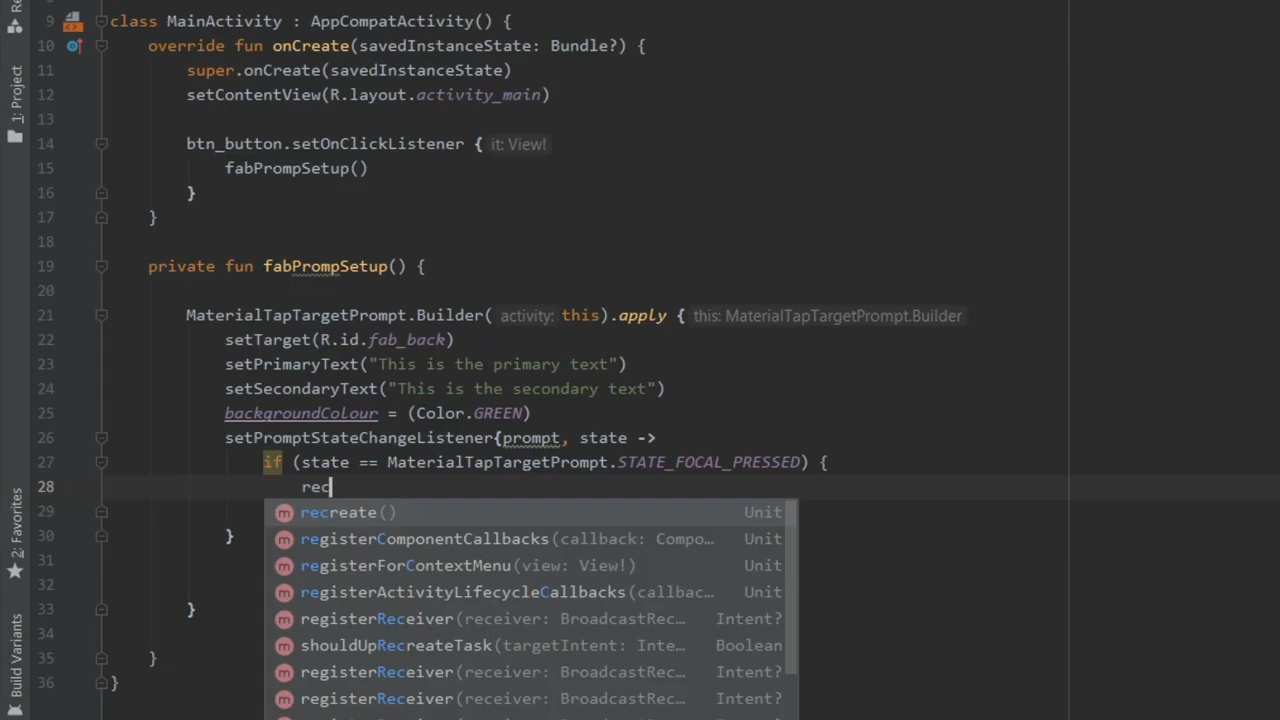 9 class MainActivity : AppCompatActivity() {
10 override fun onCreate(savedInstanceState: Bundle?) {
11 super.onCreate(savedInstanceState)
12 setContentView(R.layout.activity_main)
13
14 btn_button.setOnClickListener { it: View!
15 fabPrompSetup()
16 }
17 }
18
19 private fun fabPrompSetup() {
20
21 MaterialTapTargetPrompt.Builder( activity: this).apply { this: MaterialTapTargetPrompt.Builder
22 setTarget(R.id.fab_back)
23 setPrimaryText("This is the primary text")
24 setSecondaryText("This is the secondary text")
25 backgroundColour = (Color.GREEN)
26 setPromptStateChangeListener{prompt, state ->
27 if (state == MaterialTapTargetPrompt.STATE_FOCAL_PRESSED) {
28 rec
29
30 }
31
32
33 }
34
35 }
36 }
recreate() Unit
registerComponentCallbacks(callback: Compo… Unit
registerForContextMenu(view: View!) Unit
registerActivityLifecycleCallbacks(callbac… Unit
registerReceiver(receiver: BroadcastRec… Intent?
shouldUpRecreateTask(targetIntent: Inte… Boolean
registerReceiver(receiver: BroadcastRec… Intent?
registerReceiver(receiver: BroadcastRec… Intent?
Re
1: Project
2: Favorites
Build Variants